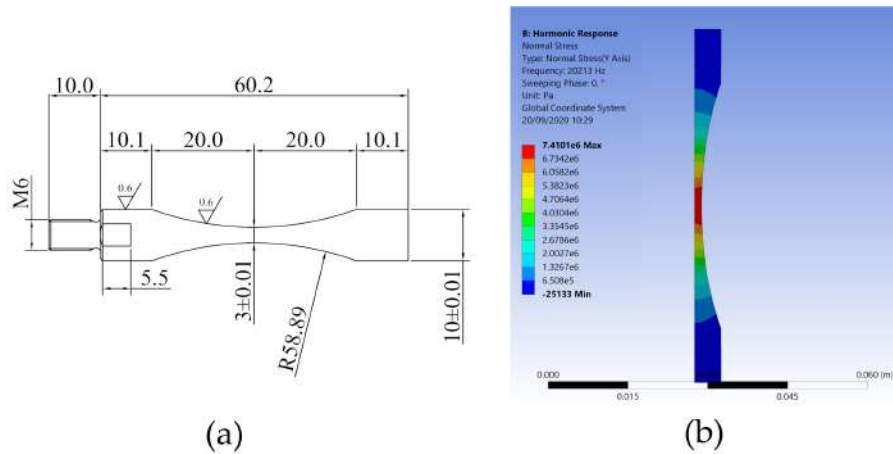 10.0
60.2
10.1
20.0
20.0
10.1
0.6
0.6
M6
5.5
3±0.01
R58.89
10±0.01
(a)
B: Harmonic Response
Normal Stress
Type: Normal Stress(Y Axis)
Frequency: 20213 Hz
Sweeping Phase: 0. °
Unit: Pa
Global Coordinate System
20/09/2020 10:29
7.4101e6 Max
6.7342e6
6.0582e6
5.3823e6
4.7064e6
4.0304e6
3.3545e6
2.6786e6
2.0027e6
1.3267e6
6.508e5
-25133 Min
0.000
0.060 (m)
0.015
0.045
(b)